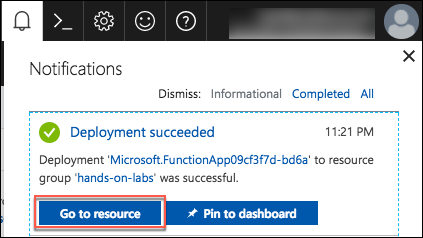 Notifications
Dismiss: Informational Completed All
Deployment succeeded 11:21 PM
Deployment 'Microsoft.FunctionApp09cf3f7d-bd6a' to resource
group 'hands-on-labs' was successful.
Go to resource Pin to dashboard